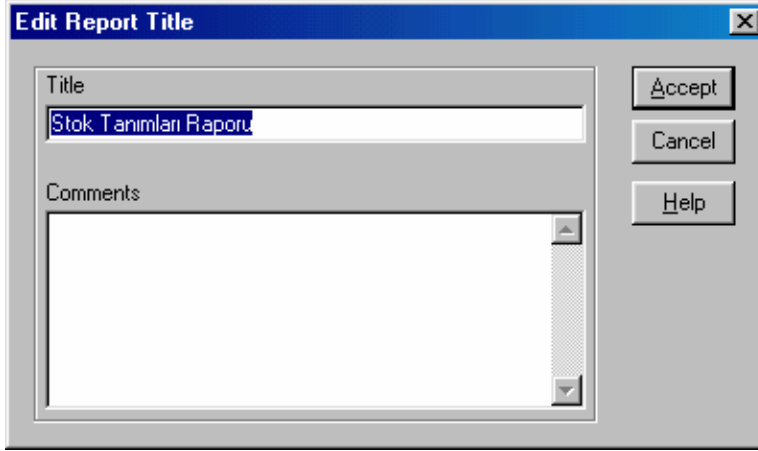 Edit Report Title
Title
Accept
Stok Tanımları Raporu
Cancel
Comments
Help